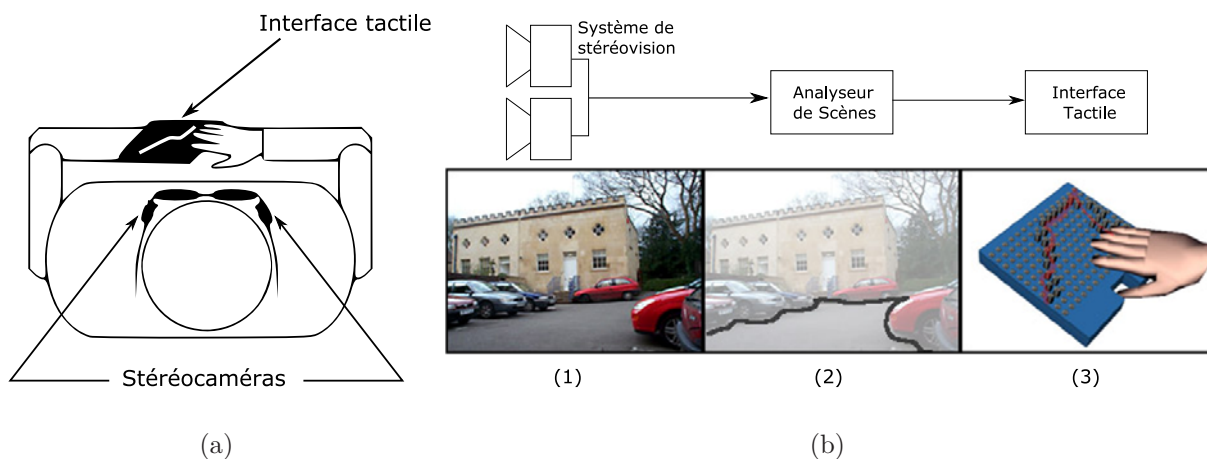 Interface tactile
Stéréocaméras
(a)
Système de
stéréovision
Analyseur
de Scènes
Interface
Tactile
(1)
(2)
(3)
(b)